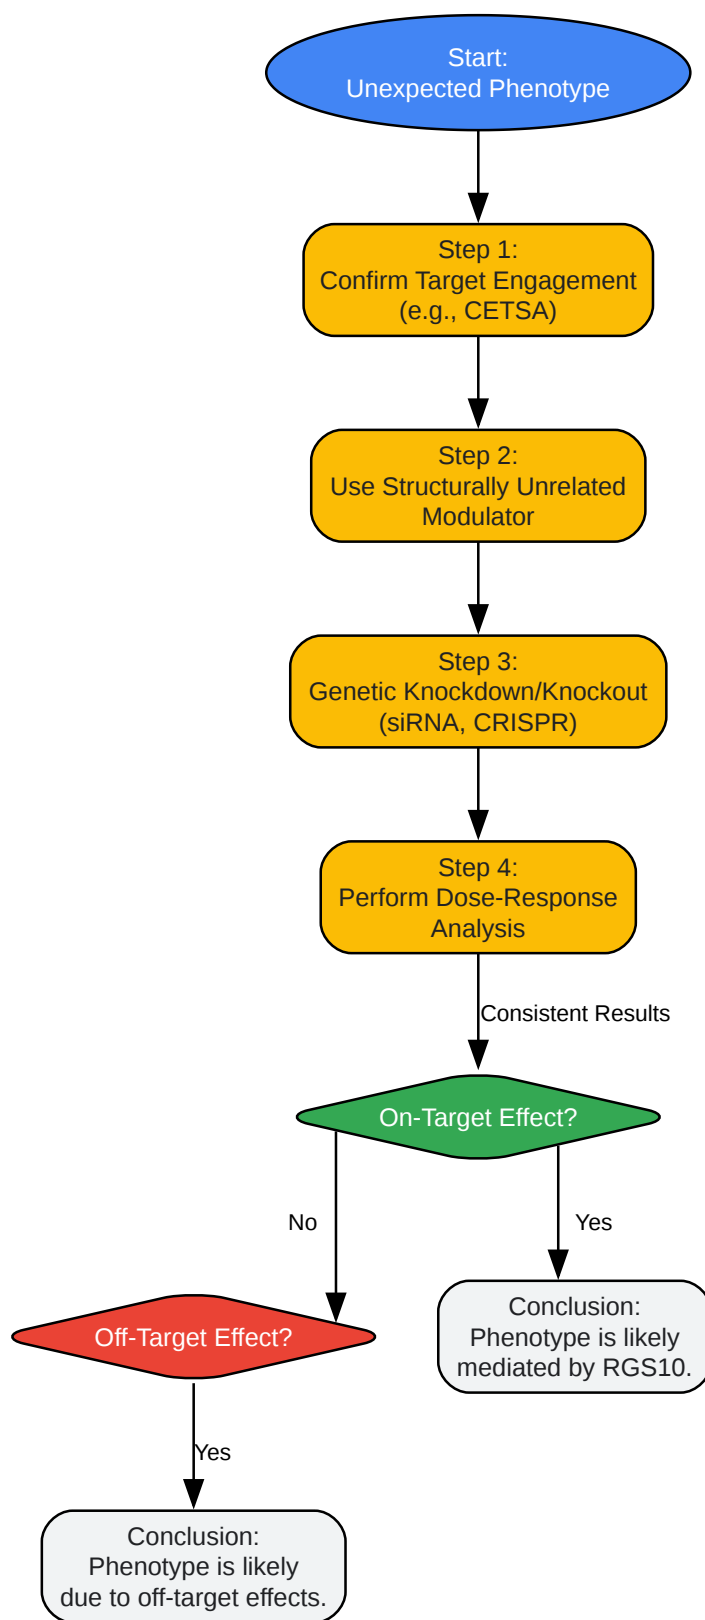 Start:
Unexpected Phenotype
Step 1:
Confirm Target Engagement
(e.g., CETSA)
Step 2:
Use Structurally Unrelated
Modulator
Step 3:
Genetic Knockdown/Knockout
(siRNA, CRISPR)
Step 4:
Perform Dose-Response
Analysis
Consistent Results
On-Target Effect?
No
Yes
Off-Target Effect?
Conclusion:
Phenotype is likely
mediated by RGS10.
Yes
Conclusion:
Phenotype is likely
due to off-target effects.